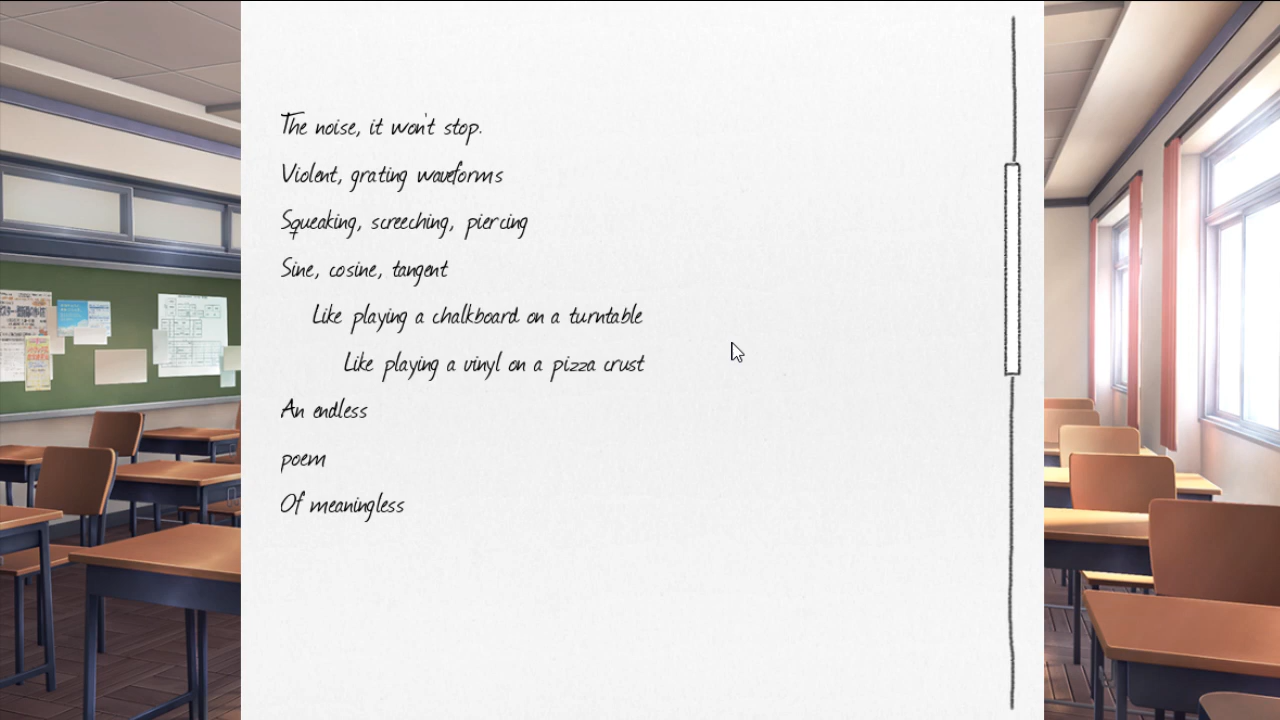 The noise, it won't stop.
Violent, grating waveforms
Squeaking, screeching, piercing
Sine, cosine, tangent
Like playing a chalkboard on a turntable
Like playing a vinyl on a pizza crust
An endless
poem
Of meaningless